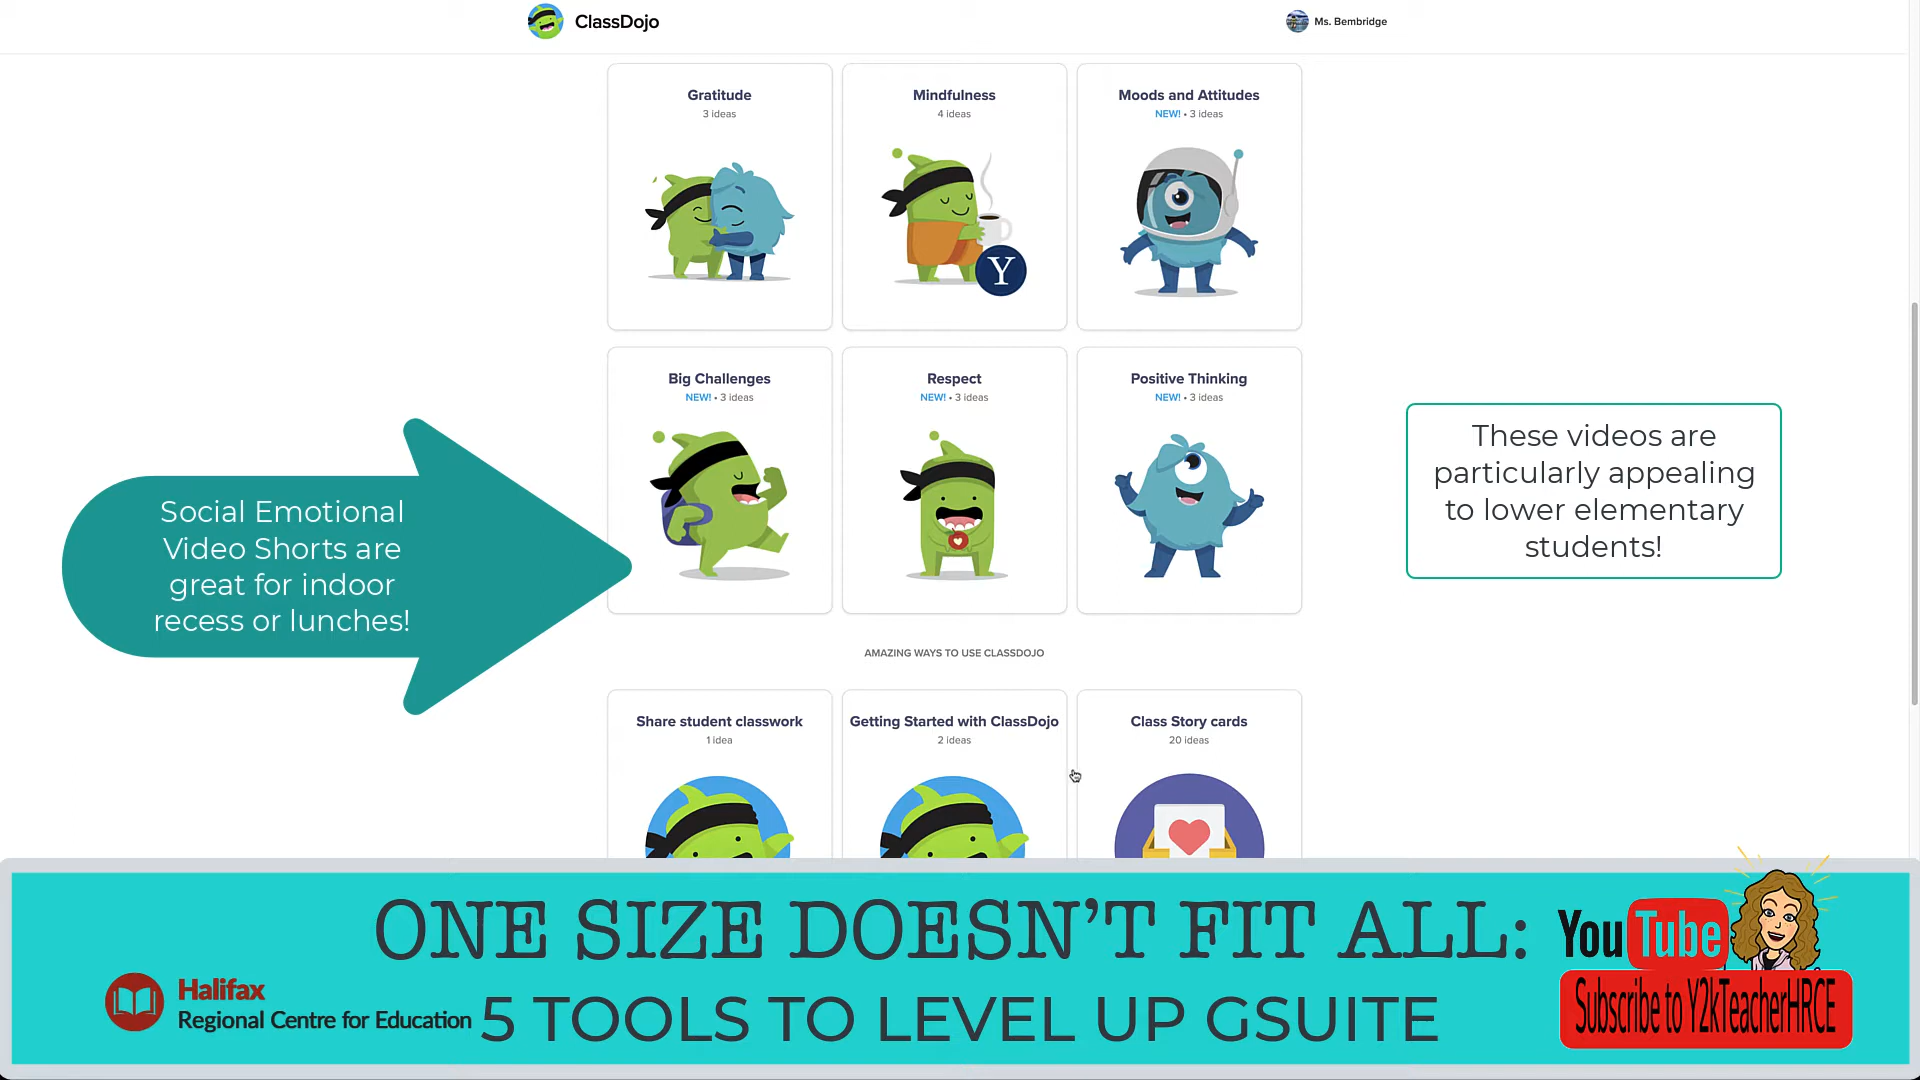 ClassDojo
Ms. Bembridge
Gratitude
3 ideas
Mindfulness
4 ideas
Y
Moods and Attitudes
NEW! • 3 ideas
Big Challenges
NEW! • 3 ideas
Respect
NEW! • 3 ideas
Positive Thinking
NEW! • 3 ideas
Social Emotional
Video Shorts are
great for indoor
recess or lunches!
These videos are
particularly appealing
to lower elementary
students!
AMAZING WAYS TO USE CLASSDOJO
Share student classwork
1 idea
Getting Started with ClassDojo
2 ideas
Class Story cards
20 ideas
ONE SIZE DOESN'T FIT ALL:
5 TOOLS TO LEVEL UP GSUITE
Halifax
Regional Centre for Education
YouTube
Subscribe to Y2kTeacherHRCE